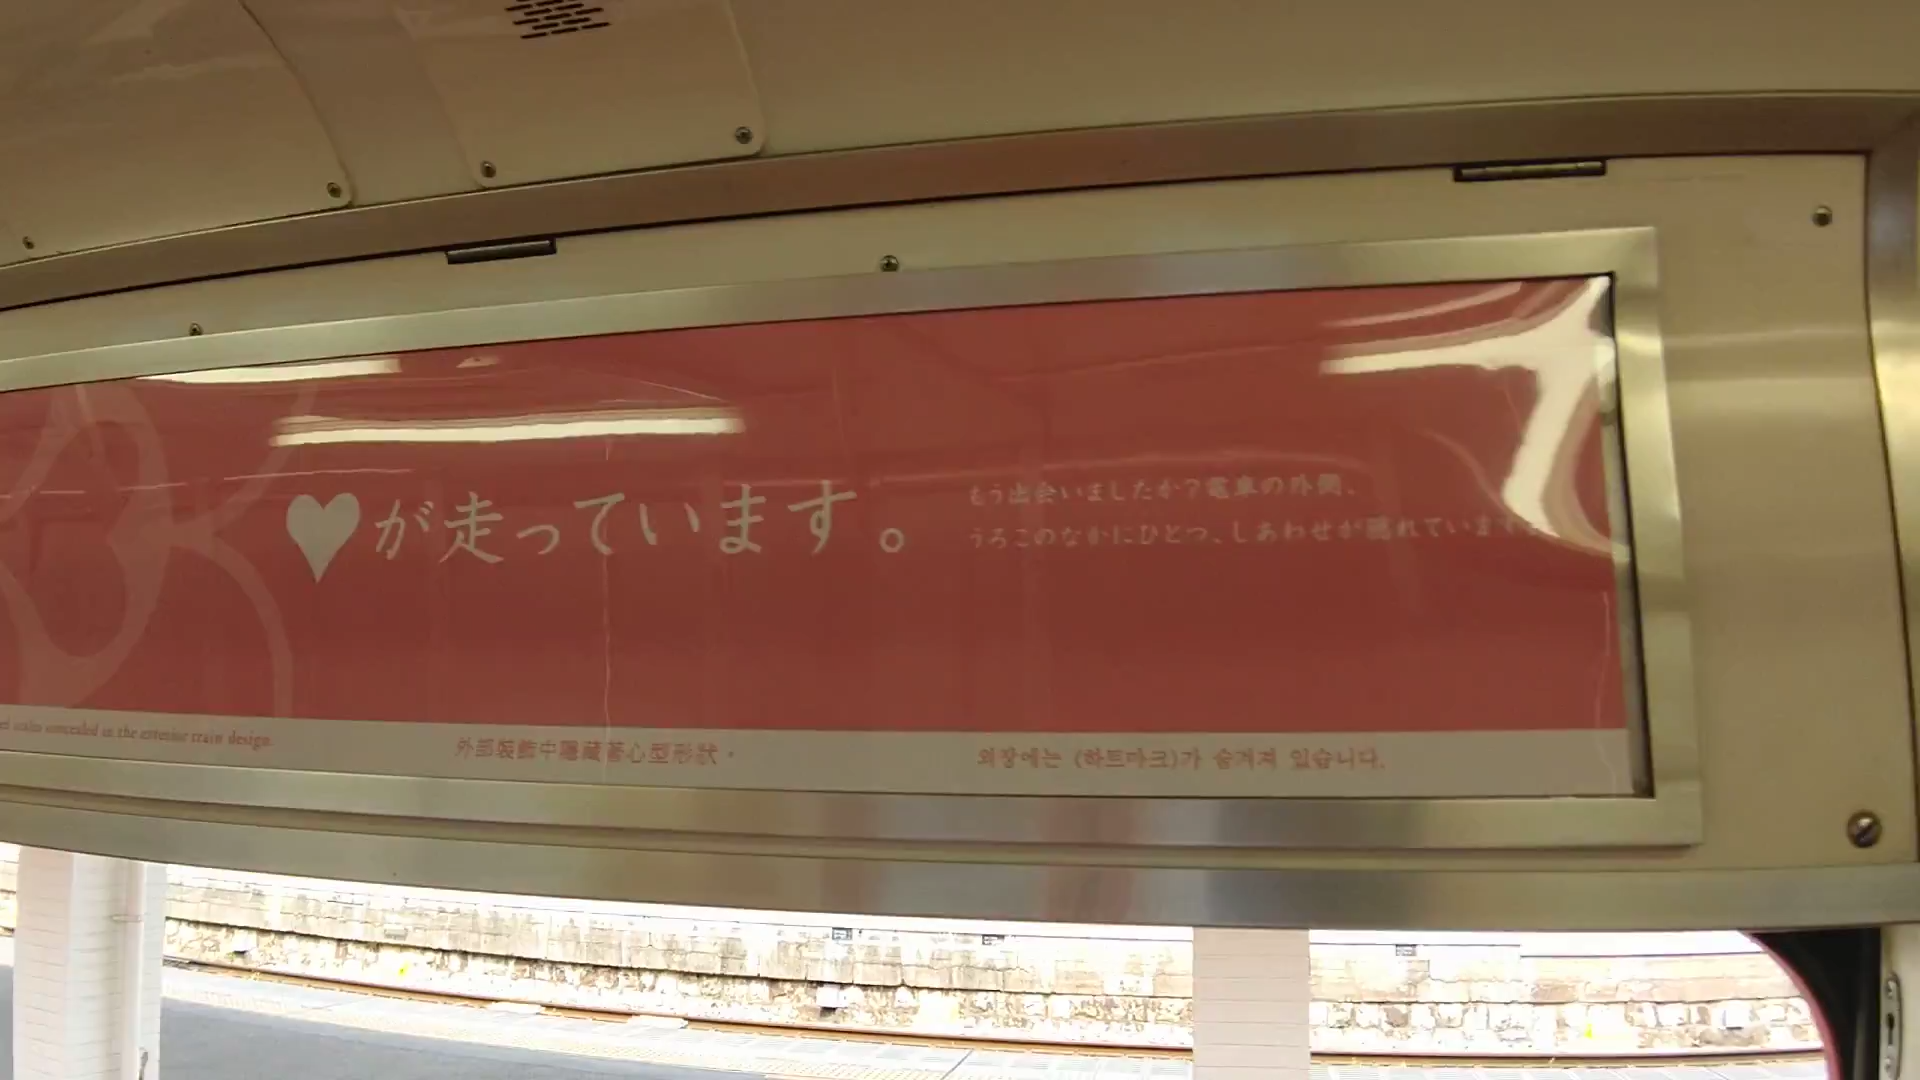 ♥が走っています。
もう出会いましたか?電車の外側、
うろこのなかにひとつ、しあわせが隠れています
concealed in the exterior train design.
外部裝飾中隱藏著心型形狀。
외장에는 (하트마크)가 숨겨져 있습니다.